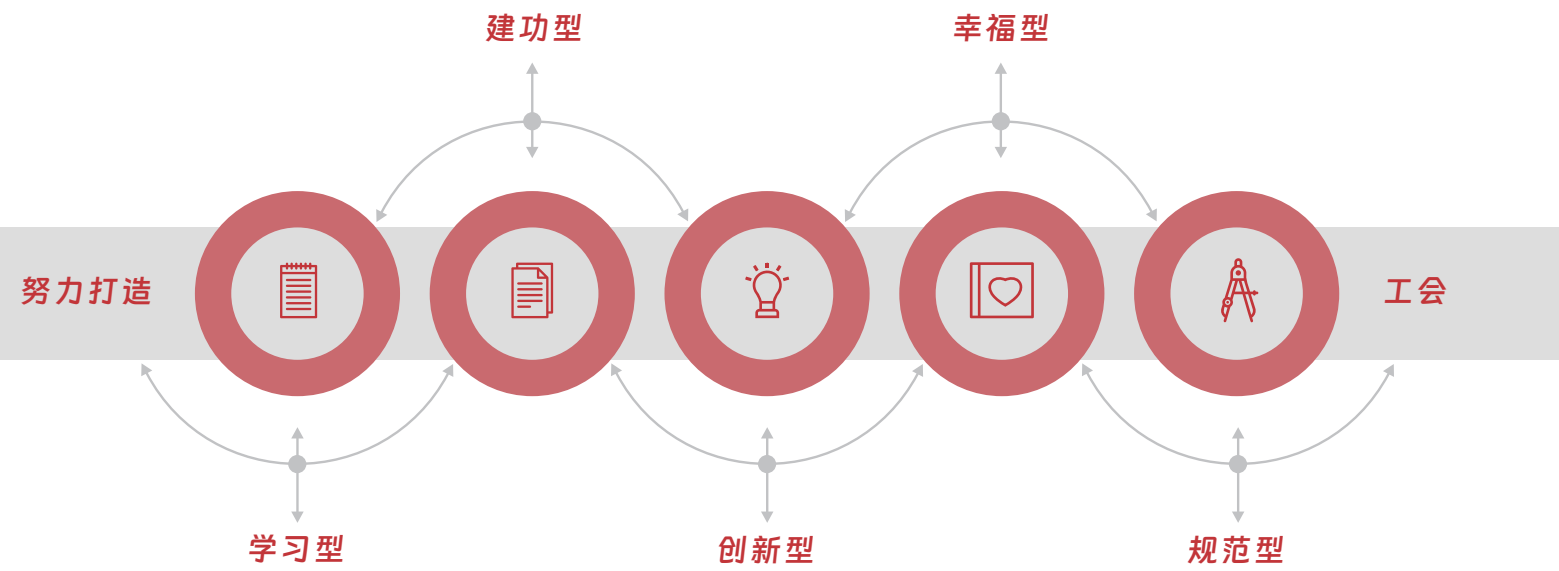 建功型
幸福型
努力打造
工会
学习型
创新型
规范型